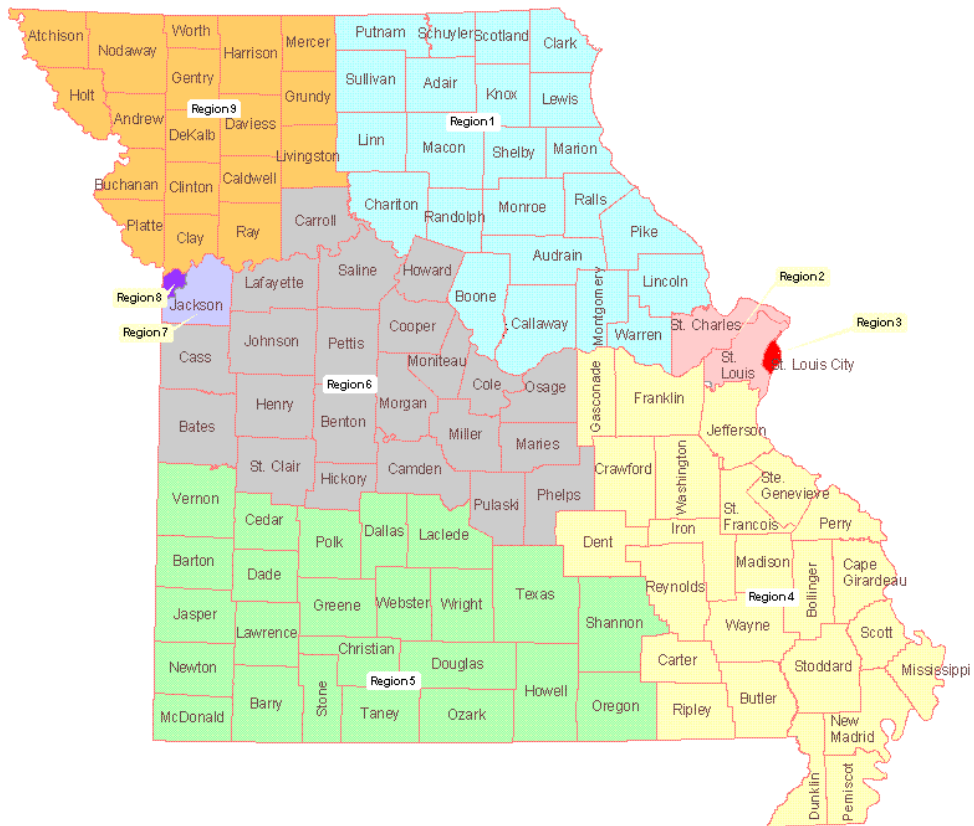 Atchison
Nodaway
Worth
Harrison
Mercer
Putnam
Schuyler
Scotland
Clark
Holt
Gentry
Grundy
Sullivan
Adair
Knox
Lewis
Andrew
Region 9
DeKalb
Daviess
Livingston
Linn
Region 1
Macon
Shelby
Marion
Buchanan
Clinton
Caldwell
Chariton
Randolph
Monroe
Ralls
Platte
Clay
Ray
Carroll
Pike
Audrain
Region 8
Jackson
Region 7
Lafayette
Saline
Howard
Boone
Callaway
Montgomery
Lincoln
Warren
Region 2
St. Charles
Region 3
St.
Louis
St. Louis City
Cass
Johnson
Pettis
Cooper
Moniteau
Region 6
Cole
Osage
Gasconade
Franklin
Jefferson
Bates
Henry
Benton
Morgan
Miller
Maries
St. Clair
Hickory
Camden
Pulaski
Phelps
Crawford
Washington
Ste.
Genevieve
St.
Francois
Perry
Vernon
Cedar
Polk
Dallas
Laclede
Dent
Iron
Madison
Bollinger
Cape
Girardeau
Barton
Dade
Greene
Webster
Wright
Texas
Shannon
Reynolds
Region 4
Wayne
Scott
Jasper
Lawrence
Christian
Douglas
Carter
Stoddard
Mississippi
Newton
Barry
Stone
Region 5
Taney
Ozark
Howell
Oregon
Ripley
Butler
New
Madrid
McDonald
Dunklin
Pemiscot